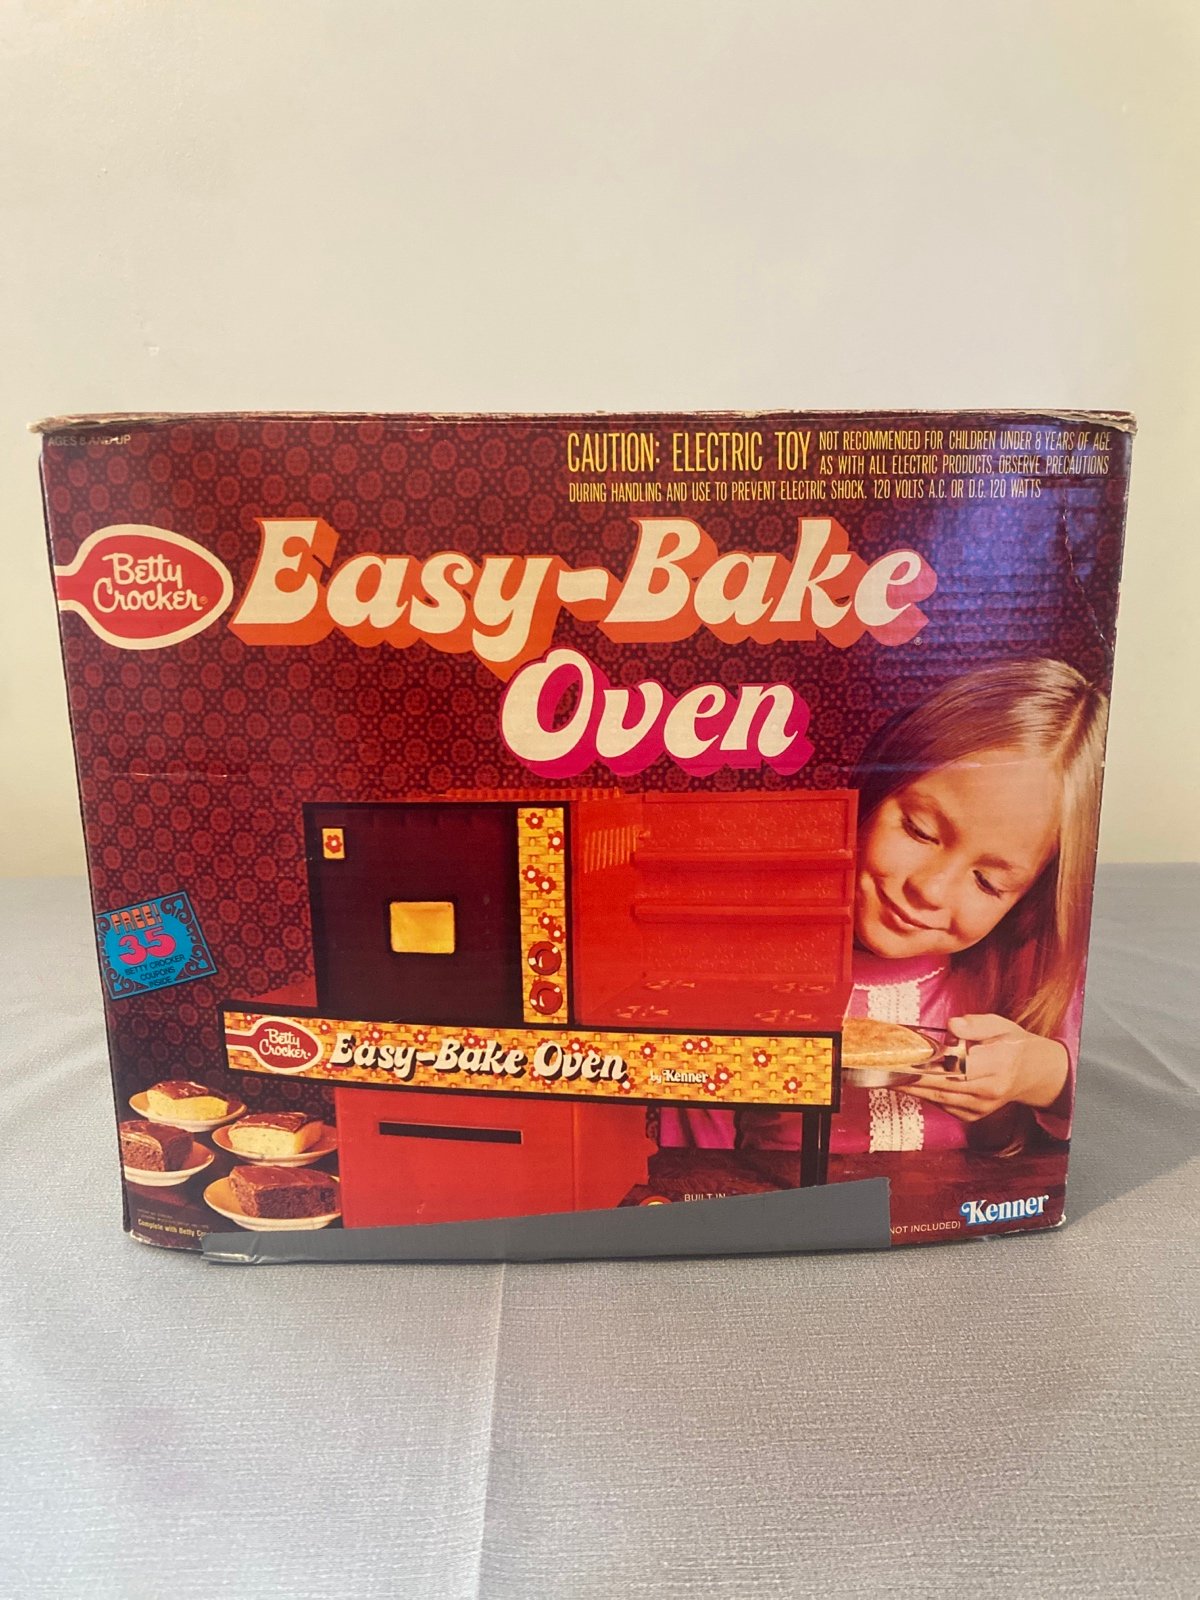 AGES 8 AND UP
CAUTION: ELECTRIC TOY NOT RECOMMENDED FOR CHILDREN UNDER 8 YEARS OF AGE.
AS WITH ALL ELECTRIC PRODUCTS, OBSERVE PRECAUTIONS
DURING HANDLING AND USE TO PREVENT ELECTRIC SHOCK. 120 VOLTS A.C. OR D.C. 120 WATTS
Betty
Crocker®
Easy-Bake®
Oven
FREE!
35
BETTY CROCKER
COUPONS
INSIDE
Betty
Crocker®
Easy-Bake Oven
by Kenner
BUILT IN
Complete with Betty
NOT INCLUDED)
Kenner